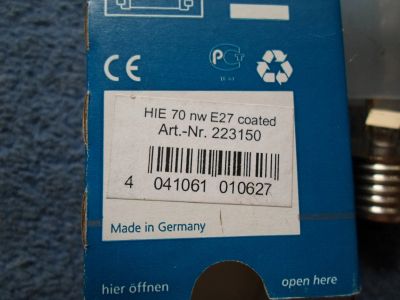 CE
HIE 70 nw E27 coated
Art.-Nr. 223150
4 041061 010627
Made in Germany
hier öffnen
open here